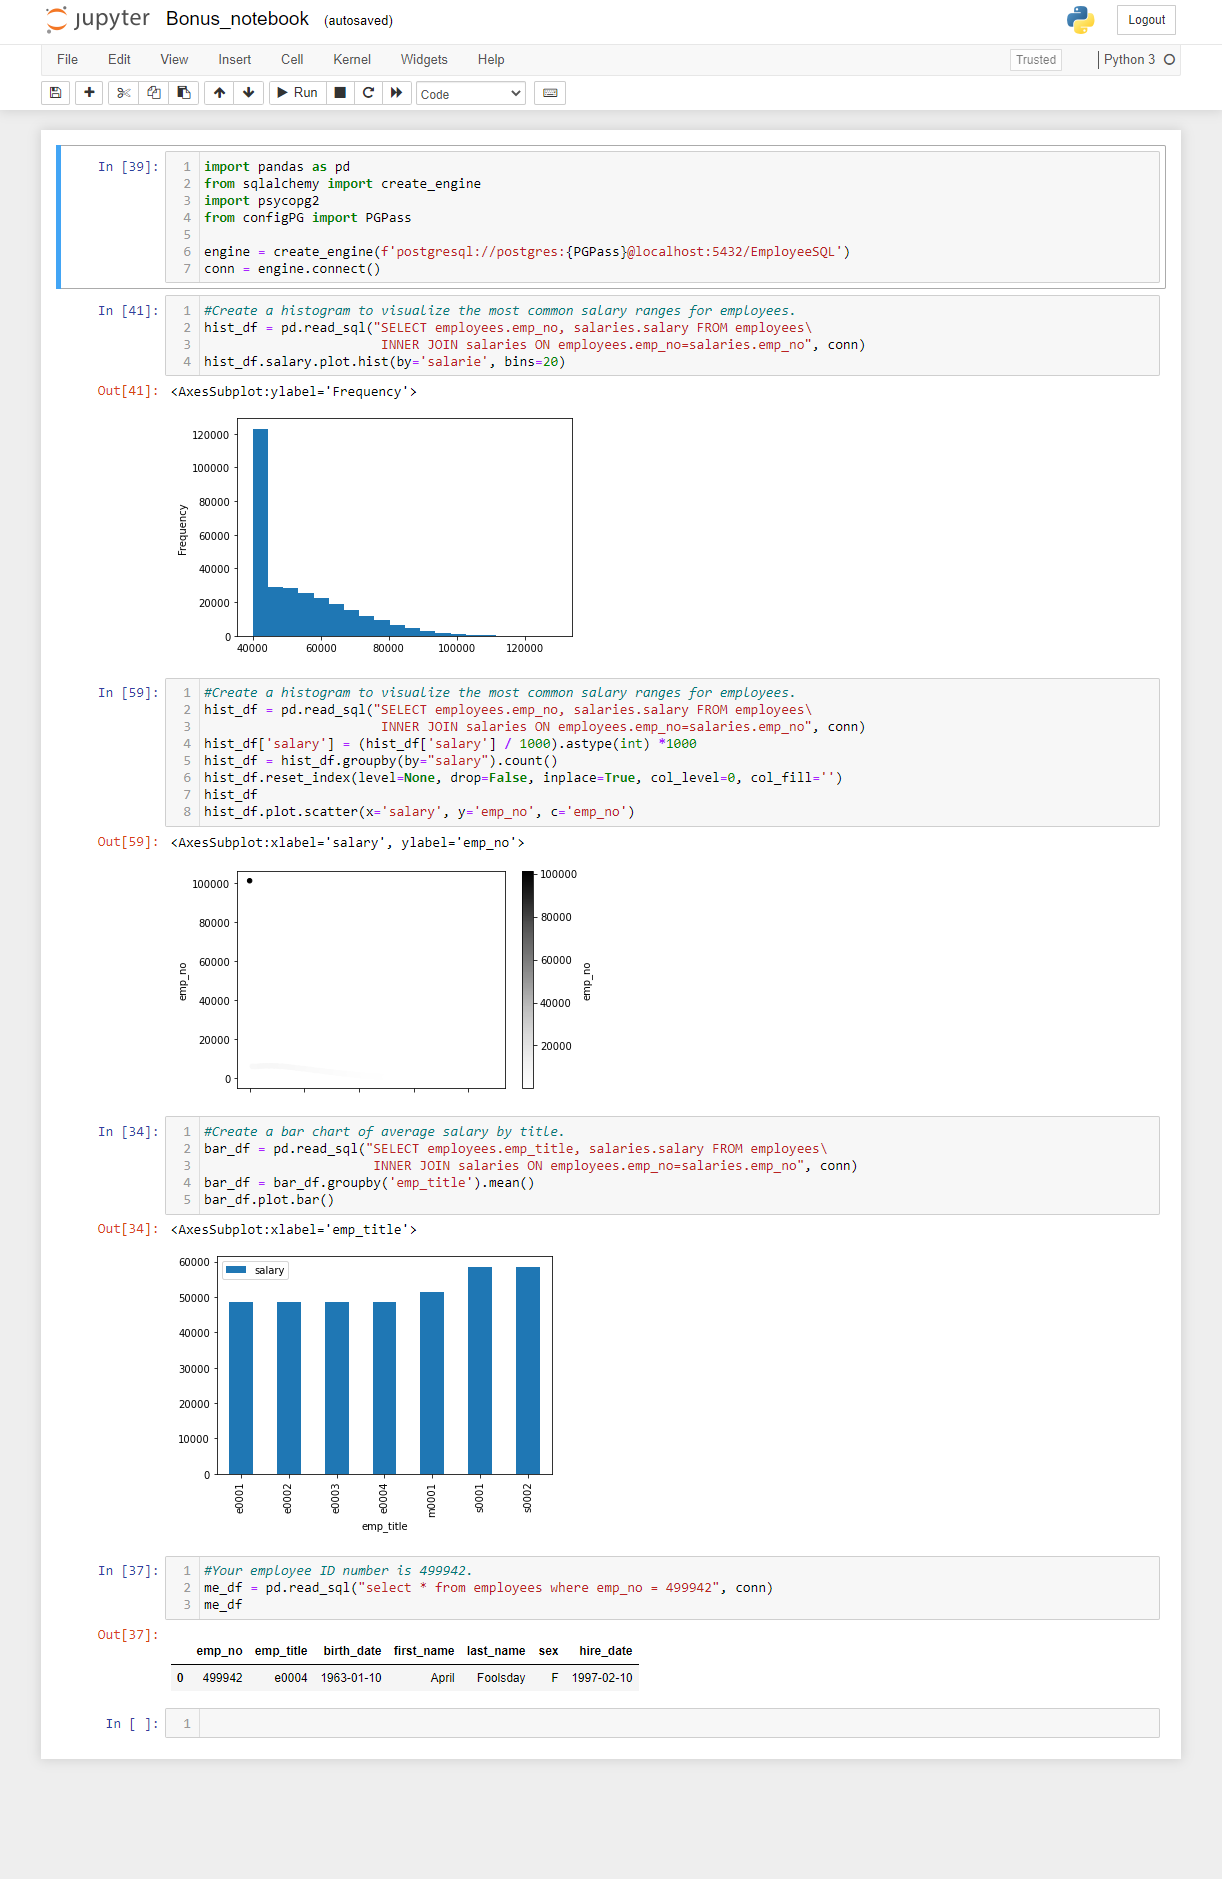 jupyter Bonus_notebook (autosaved) Logout
File Edit View Insert Cell Kernel Widgets Help Trusted Python 3
Run Code
In [39]:
1 import pandas as pd
2 from sqlalchemy import create_engine
3 import psycopg2
4 from configPG import PGPass
5
6 engine = create_engine(f'postgresql://postgres:{PGPass}@localhost:5432/EmployeeSQL')
7 conn = engine.connect()
In [41]:
1 #Create a histogram to visualize the most common salary ranges for employees.
2 hist_df = pd.read_sql("SELECT employees.emp_no, salaries.salary FROM employees\
3 INNER JOIN salaries ON employees.emp_no=salaries.emp_no", conn)
4 hist_df.salary.plot.hist(by='salarie', bins=20)
Out[41]: <AxesSubplot:ylabel='Frequency'>
120000
100000
80000
60000
40000
20000
0
Frequency
40000 60000 80000 100000 120000
In [59]:
1 #Create a histogram to visualize the most common salary ranges for employees.
2 hist_df = pd.read_sql("SELECT employees.emp_no, salaries.salary FROM employees\
3 INNER JOIN salaries ON employees.emp_no=salaries.emp_no", conn)
4 hist_df['salary'] = (hist_df['salary'] / 1000).astype(int) *1000
5 hist_df = hist_df.groupby(by="salary").count()
6 hist_df.reset_index(level=None, drop=False, inplace=True, col_level=0, col_fill='')
7 hist_df
8 hist_df.plot.scatter(x='salary', y='emp_no', c='emp_no')
Out[59]: <AxesSubplot:xlabel='salary', ylabel='emp_no'>
100000
80000
60000
40000
20000
0
emp_no
100000
80000
60000
40000
20000
emp_no
In [34]:
1 #Create a bar chart of average salary by title.
2 bar_df = pd.read_sql("SELECT employees.emp_title, salaries.salary FROM employees\
3 INNER JOIN salaries ON employees.emp_no=salaries.emp_no", conn)
4 bar_df = bar_df.groupby('emp_title').mean()
5 bar_df.plot.bar()
Out[34]: <AxesSubplot:xlabel='emp_title'>
60000
50000
40000
30000
20000
10000
0
salary
e0001 e0002 e0003 e0004 m0001 s0001 s0002
emp_title
In [37]:
1 #Your employee ID number is 499942.
2 me_df = pd.read_sql("select * from employees where emp_no = 499942", conn)
3 me_df
Out[37]:
emp_no emp_title birth_date first_name last_name sex hire_date
0 499942 e0004 1963-01-10 April Foolsday F 1997-02-10
In [ ]: 1